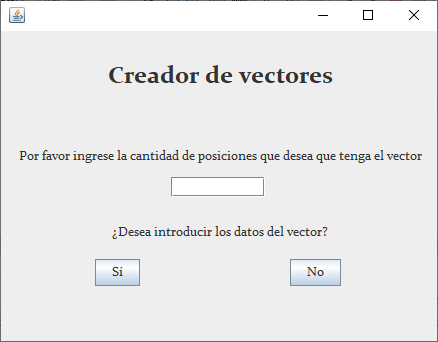 Creador de vectores
Por favor ingrese la cantidad de posiciones que desea que tenga el vector
¿Desea introducir los datos del vector?
Sí
No